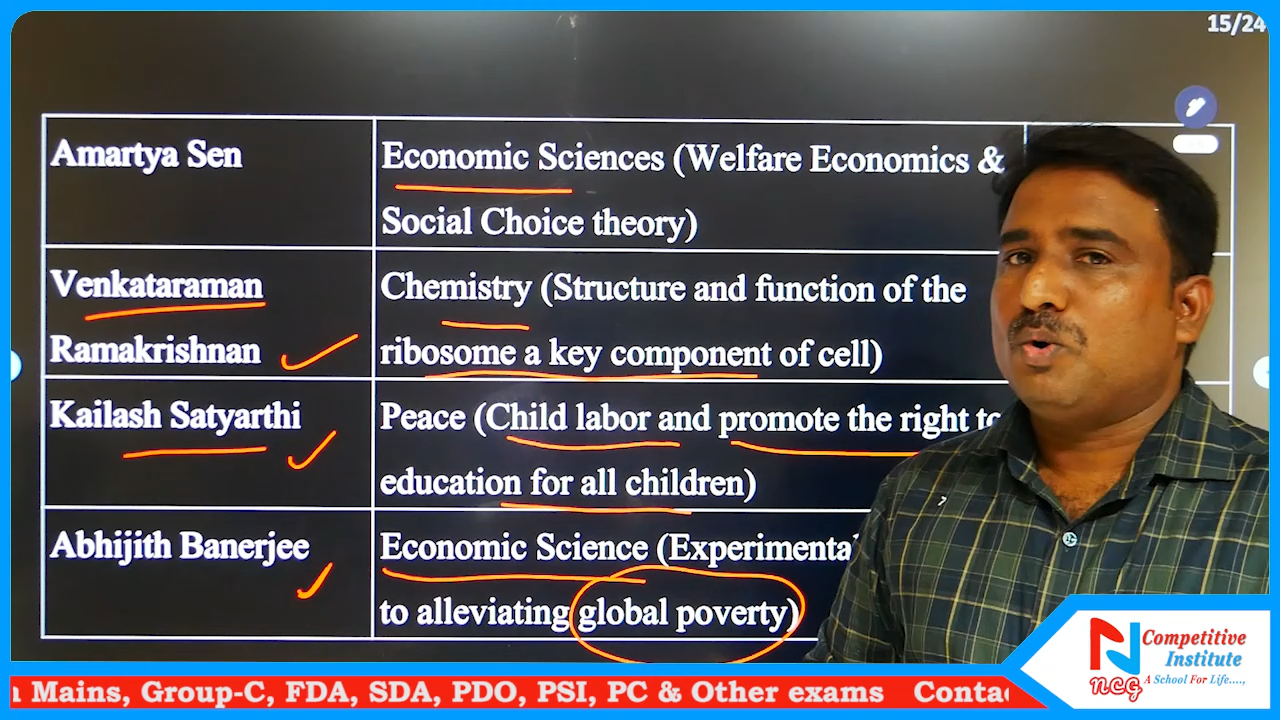 15/24
Amartya Sen
Economic Sciences (Welfare Economics &
Social Choice theory)
Venkataraman
Ramakrishnan
Chemistry (Structure and function of the
ribosome a key component of cell)
Kailash Satyarthi
Peace (Child labor and promote the right to
education for all children)
Abhijith Banerjee
Economic Science (Experimental
to alleviating global poverty)
Competitive
Institute
NCG
A School For Life....,
Mains, Group-C, FDA, SDA, PDO, PSI, PC & Other exams Contac